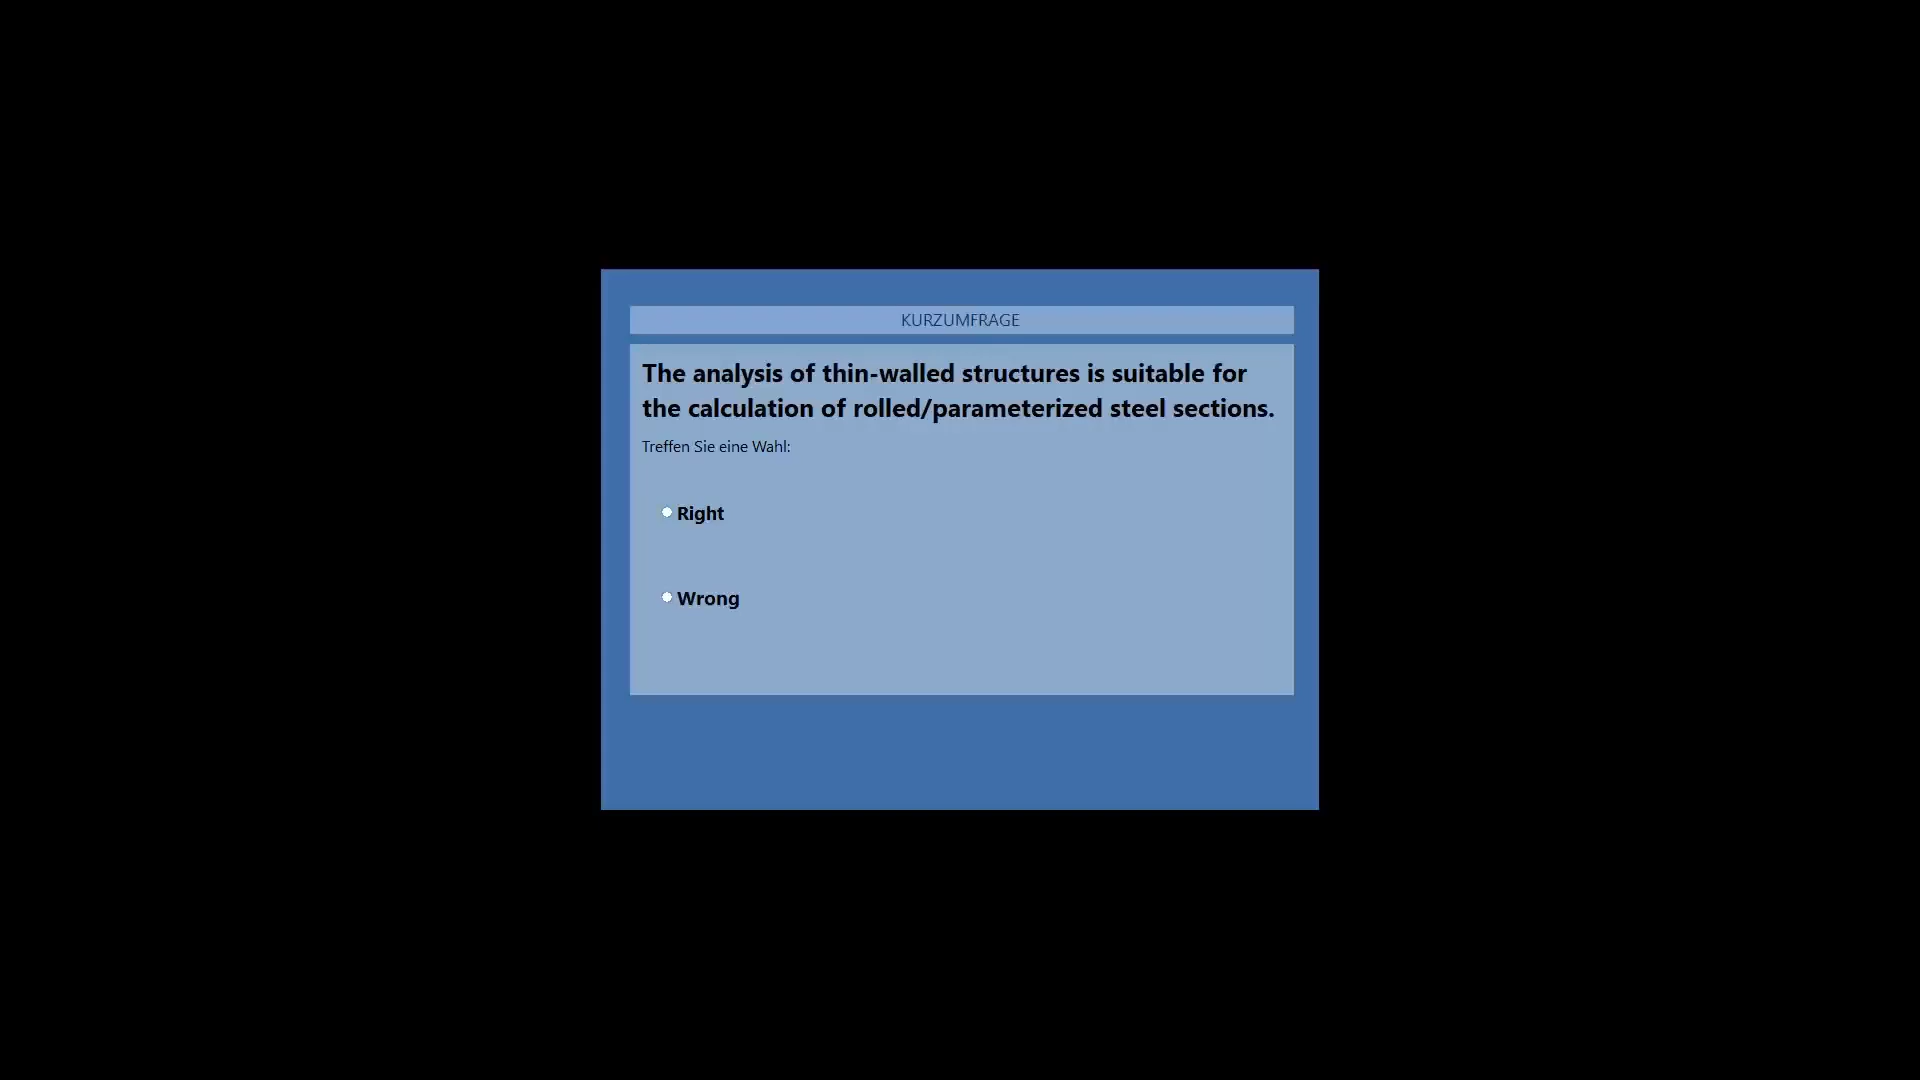 KURZUMFRAGE
The analysis of thin-walled structures is suitable for
the calculation of rolled/parameterized steel sections.
Treffen Sie eine Wahl:
Right
Wrong